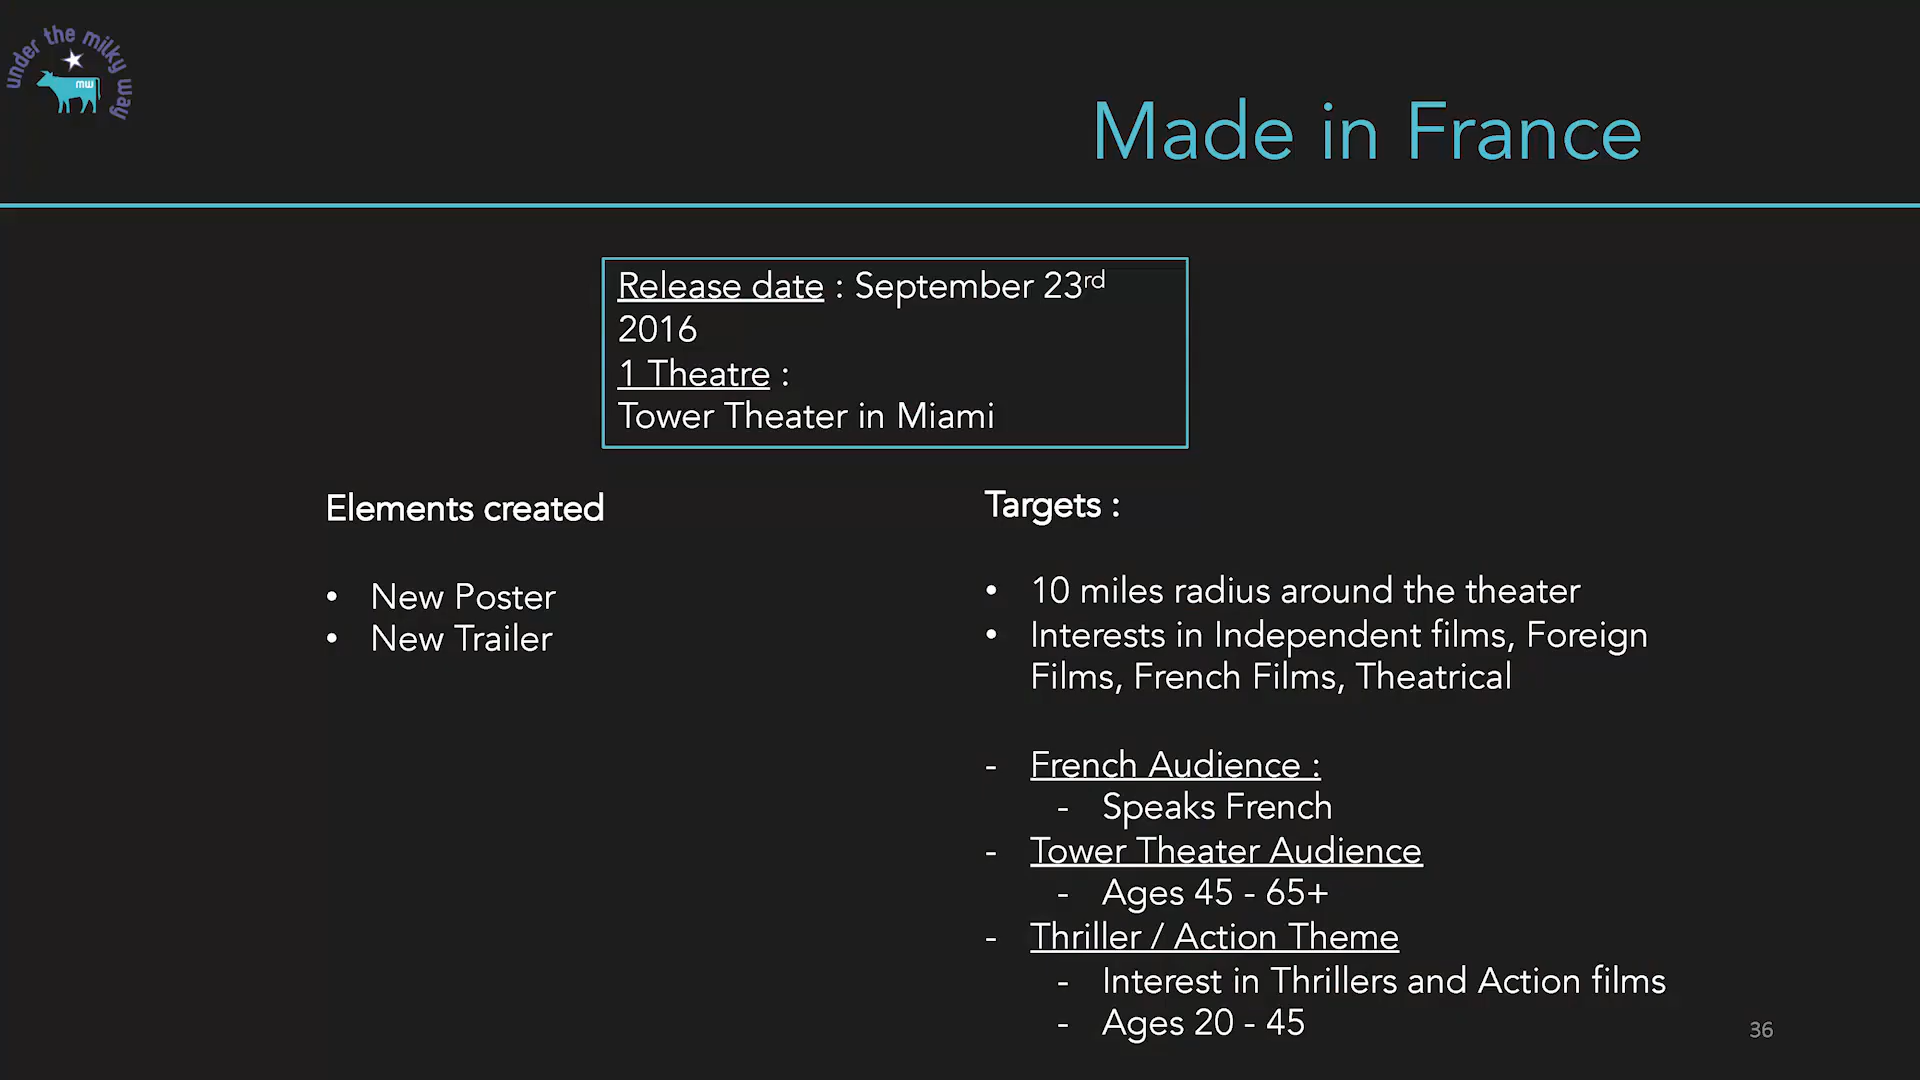 under the milky way
mw
Made in France
Release date : September 23rd
2016
1 Theatre :
Tower Theater in Miami
Elements created
• New Poster
• New Trailer
Targets :
• 10 miles radius around the theater
• Interests in Independent films, Foreign
Films, French Films, Theatrical
- French Audience :
- Speaks French
- Tower Theater Audience
- Ages 45 - 65+
- Thriller / Action Theme
- Interest in Thrillers and Action films
- Ages 20 - 45
36